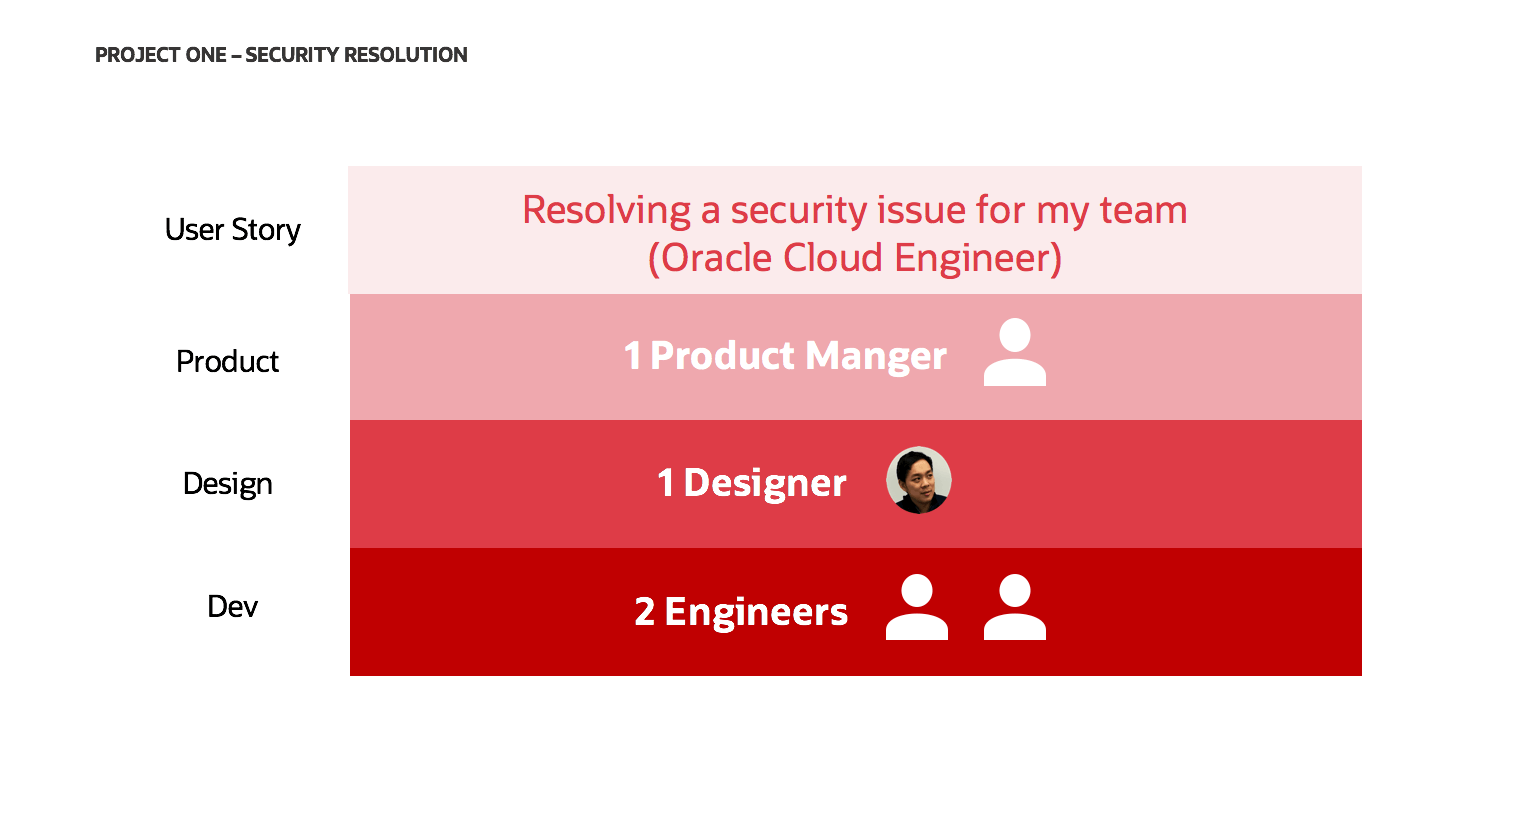 PROJECT ONE – SECURITY RESOLUTION
User Story
Resolving a security issue for my team
(Oracle Cloud Engineer)
Product
1 Product Manger
Design
1 Designer
Dev
2 Engineers